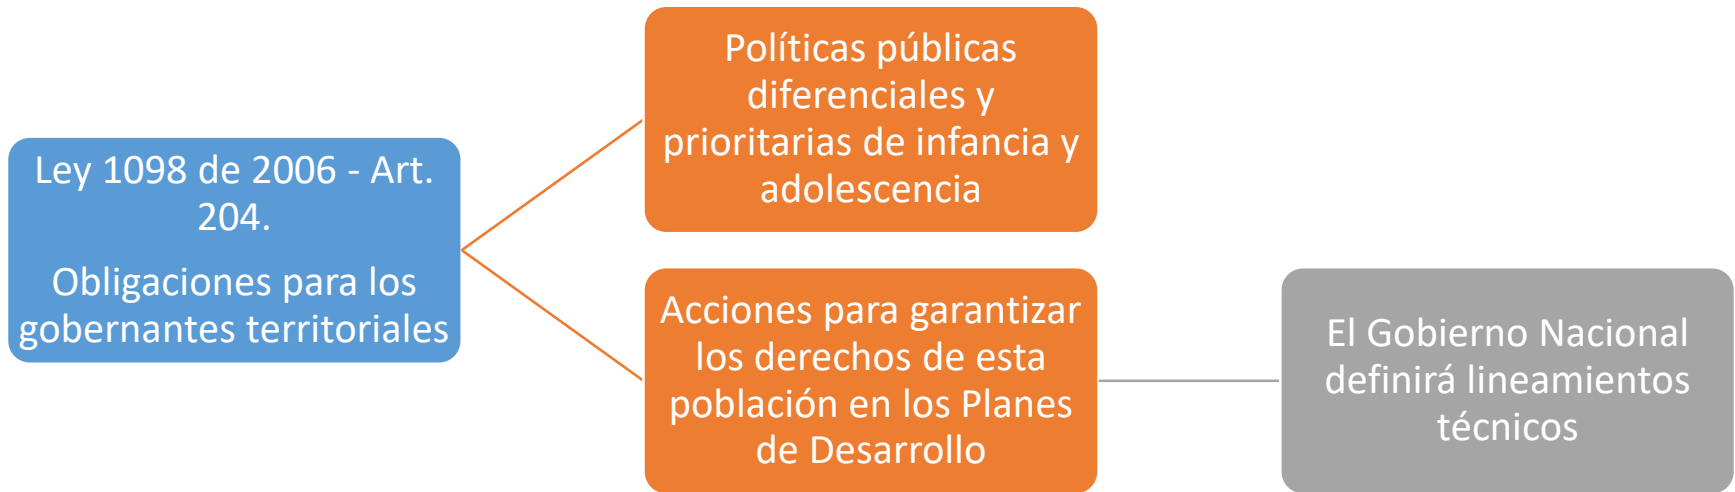 Ley 1098 de 2006 - Art.
204.
Obligaciones para los
gobernantes territoriales
Políticas públicas
diferenciales y
prioritarias de infancia y
adolescencia
Acciones para garantizar
los derechos de esta
población en los Planes
de Desarrollo
El Gobierno Nacional
definirá lineamientos
técnicos